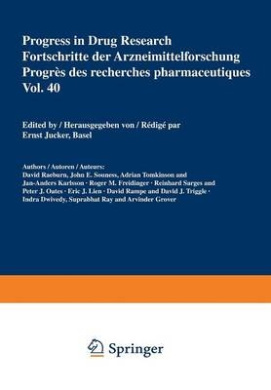 Progress in Drug Research
Fortschritte der Arzneimittelforschung
Progrès des recherches pharmaceutiques
Vol. 40
Edited by / Herausgegeben von / Rédigé par
Ernst Jucker, Basel
Authors / Autoren / Auteurs:
David Raeburn, John E. Souness, Adrian Tomkinson and
Jan-Anders Karlsson · Roger M. Freidinger · Reinhard Sarges and
Peter J. Oates · Eric J. Lien · David Rampe and David J. Triggle ·
Indra Dwivedy, Suprabhat Ray and Arvinder Grover
Springer